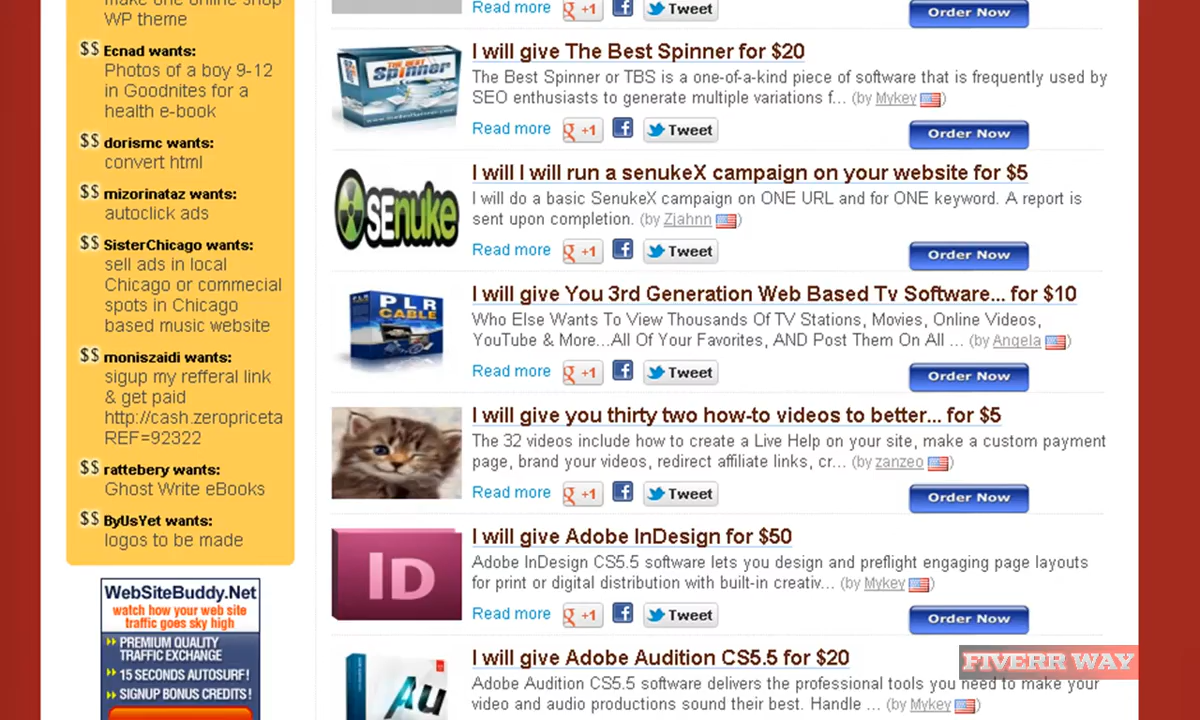 make one online shop
WP theme
$$ Ecnad wants:
Photos of a boy 9-12
in Goodnites for a
health e-book
$$ dorismc wants:
convert html
$$ mizorinataz wants:
autoclick ads
$$ SisterChicago wants:
sell ads in local
Chicago or commecial
spots in Chicago
based music website
$$ moniszaidi wants:
sigup my refferal link
& get paid
http://cash.zeropriceta
REF=92322
$$ rattebery wants:
Ghost Write eBooks
$$ ByUsYet wants:
logos to be made
WebSiteBuddy.Net
watch how your web site
traffic goes sky high
PREMIUM QUALITY
TRAFFIC EXCHANGE
15 SECONDS AUTOSURF!
SIGNUP BONUS CREDITS!
Read more g +1 f Tweet Order Now
THE BEST
Spinner
I will give The Best Spinner for $20
The Best Spinner or TBS is a one-of-a-kind piece of software that is frequently used by
SEO enthusiasts to generate multiple variations f... (by Mykey)
Read more g +1 f Tweet Order Now
SEnuke
I will I will run a senukeX campaign on your website for $5
I will do a basic SenukeX campaign on ONE URL and for ONE keyword. A report is
sent upon completion. (by Zjahnn)
Read more g +1 f Tweet Order Now
PLR
CABLE
I will give You 3rd Generation Web Based Tv Software... for $10
Who Else Wants To View Thousands Of TV Stations, Movies, Online Videos,
YouTube & More...All Of Your Favorites, AND Post Them On All ... (by Angela)
Read more g +1 f Tweet Order Now
I will give you thirty two how-to videos to better... for $5
The 32 videos include how to create a Live Help on your site, make a custom payment
page, brand your videos, redirect affiliate links, cr... (by zanzeo)
Read more g +1 f Tweet Order Now
ID
I will give Adobe InDesign for $50
Adobe InDesign CS5.5 software lets you design and preflight engaging page layouts
for print or digital distribution with built-in creativ... (by Mykey)
Read more g +1 f Tweet Order Now
Au
I will give Adobe Audition CS5.5 for $20
Adobe Audition CS5.5 software delivers the professional tools you need to make your
video and audio productions sound their best. Handle ... (by Mykey)
FIVERR WAY